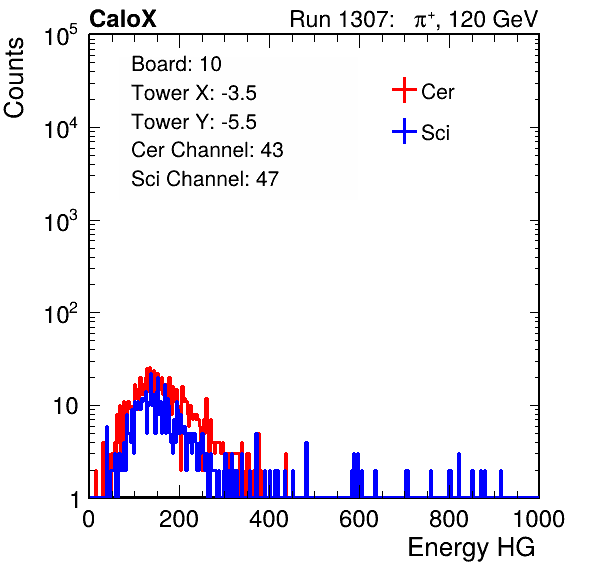 CaloX Run 1307: π⁺, 120 GeV
Board: 10
Tower X: -3.5
Tower Y: -5.5
Cer Channel: 43
Sci Channel: 47
Cer
Sci
Counts
10⁵
10⁴
10³
10²
10
1
0 200 400 600 800 1000
Energy HG